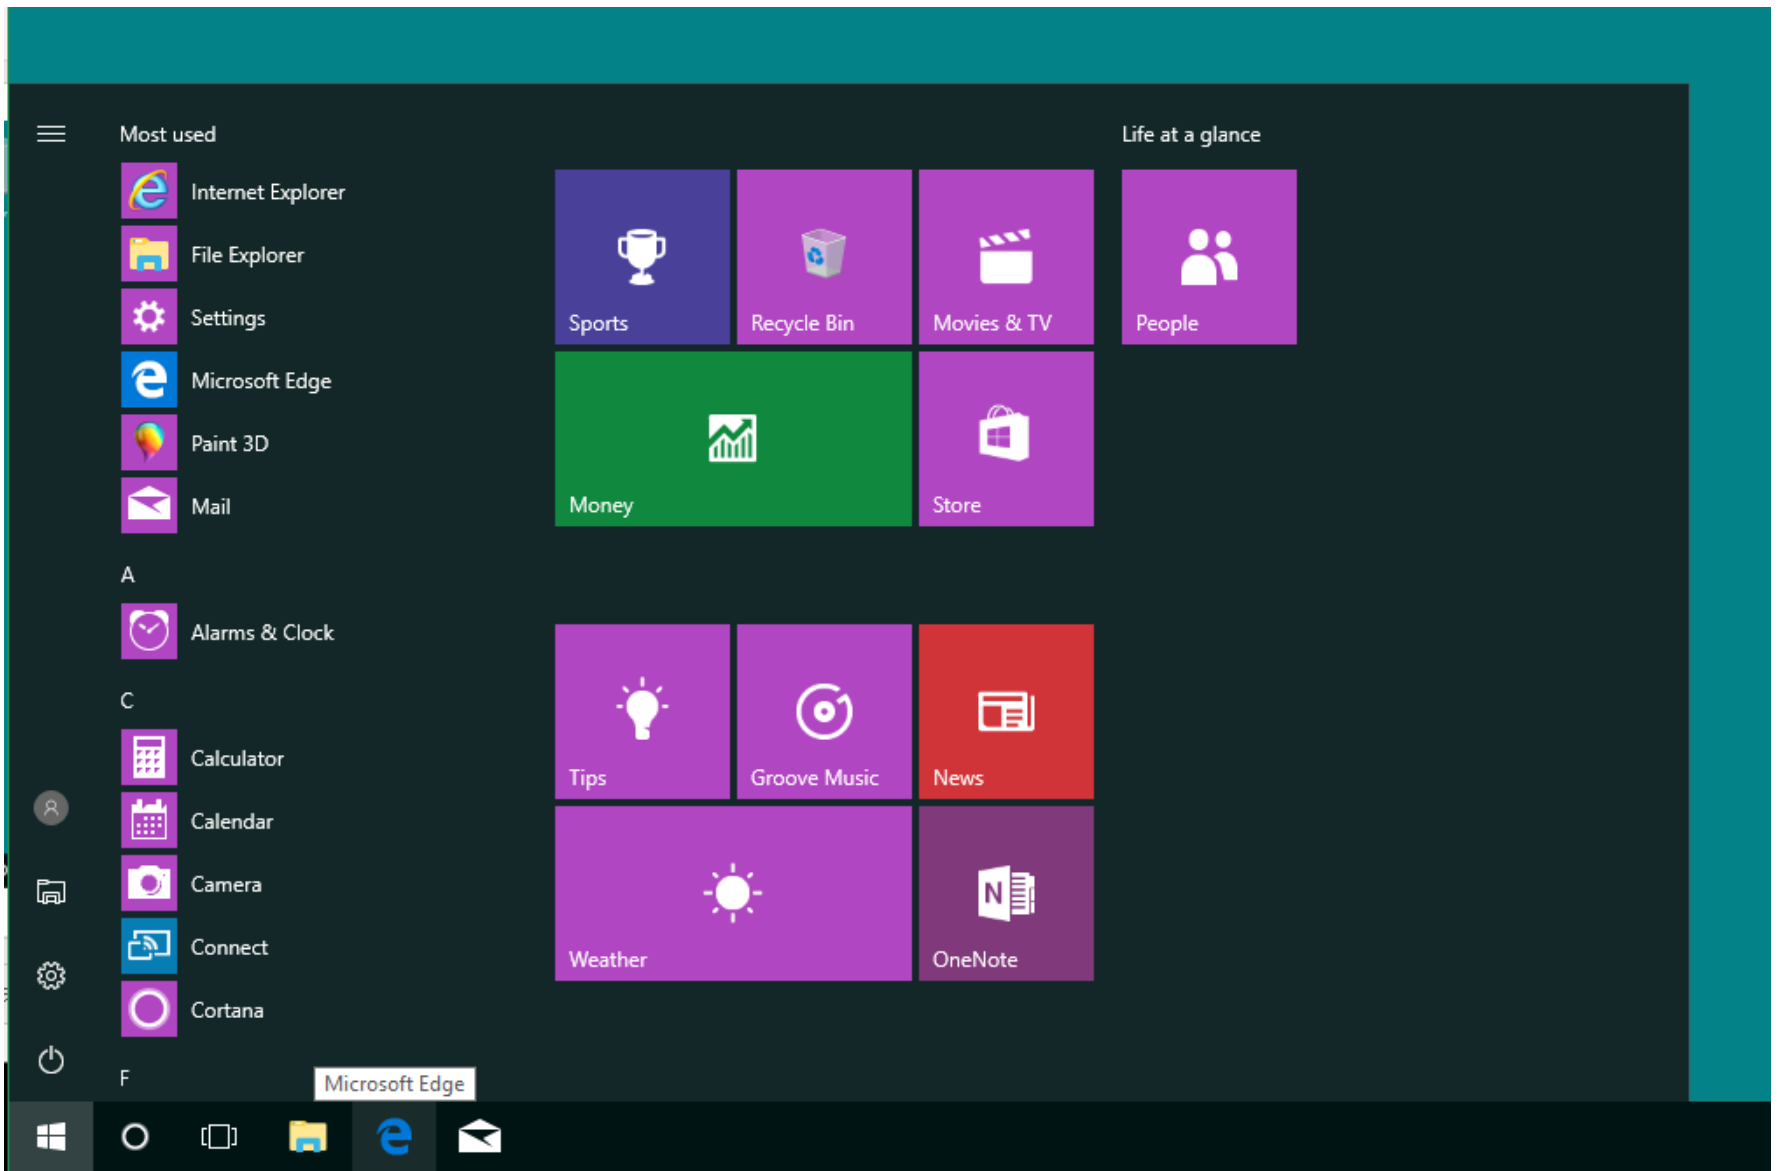 Most used
Internet Explorer
File Explorer
Settings
Microsoft Edge
Paint 3D
Mail
A
Alarms & Clock
C
Calculator
Calendar
Camera
Connect
Cortana
F
Sports
Recycle Bin
Movies & TV
Money
Store
Tips
Groove Music
News
Weather
N
OneNote
Life at a glance
People
Microsoft Edge